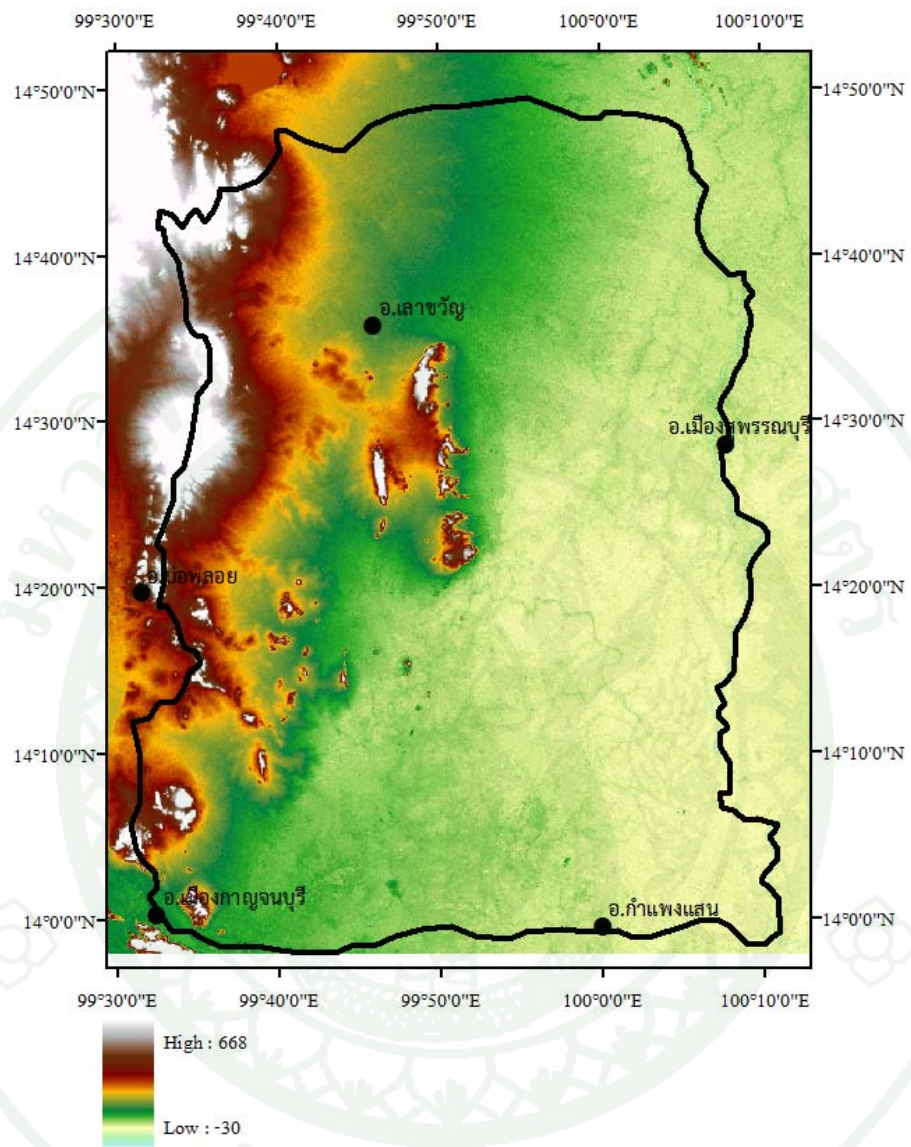 99°30'0"E 99°40'0"E 99°50'0"E 100°0'0"E 100°10'0"E
14°50'0"N 14°50'0"N
14°40'0"N 14°40'0"N
อ.เลาขวัญ
14°30'0"N 14°30'0"N
อ.เมืองสุพรรณบุรี
อ.บ่อพลอย
14°20'0"N 14°20'0"N
14°10'0"N 14°10'0"N
อ.เมืองกาญจนบุรี
อ.กำแพงแสน
14°0'0"N 14°0'0"N
99°30'0"E 99°40'0"E 99°50'0"E 100°0'0"E 100°10'0"E
High : 668
Low : -30